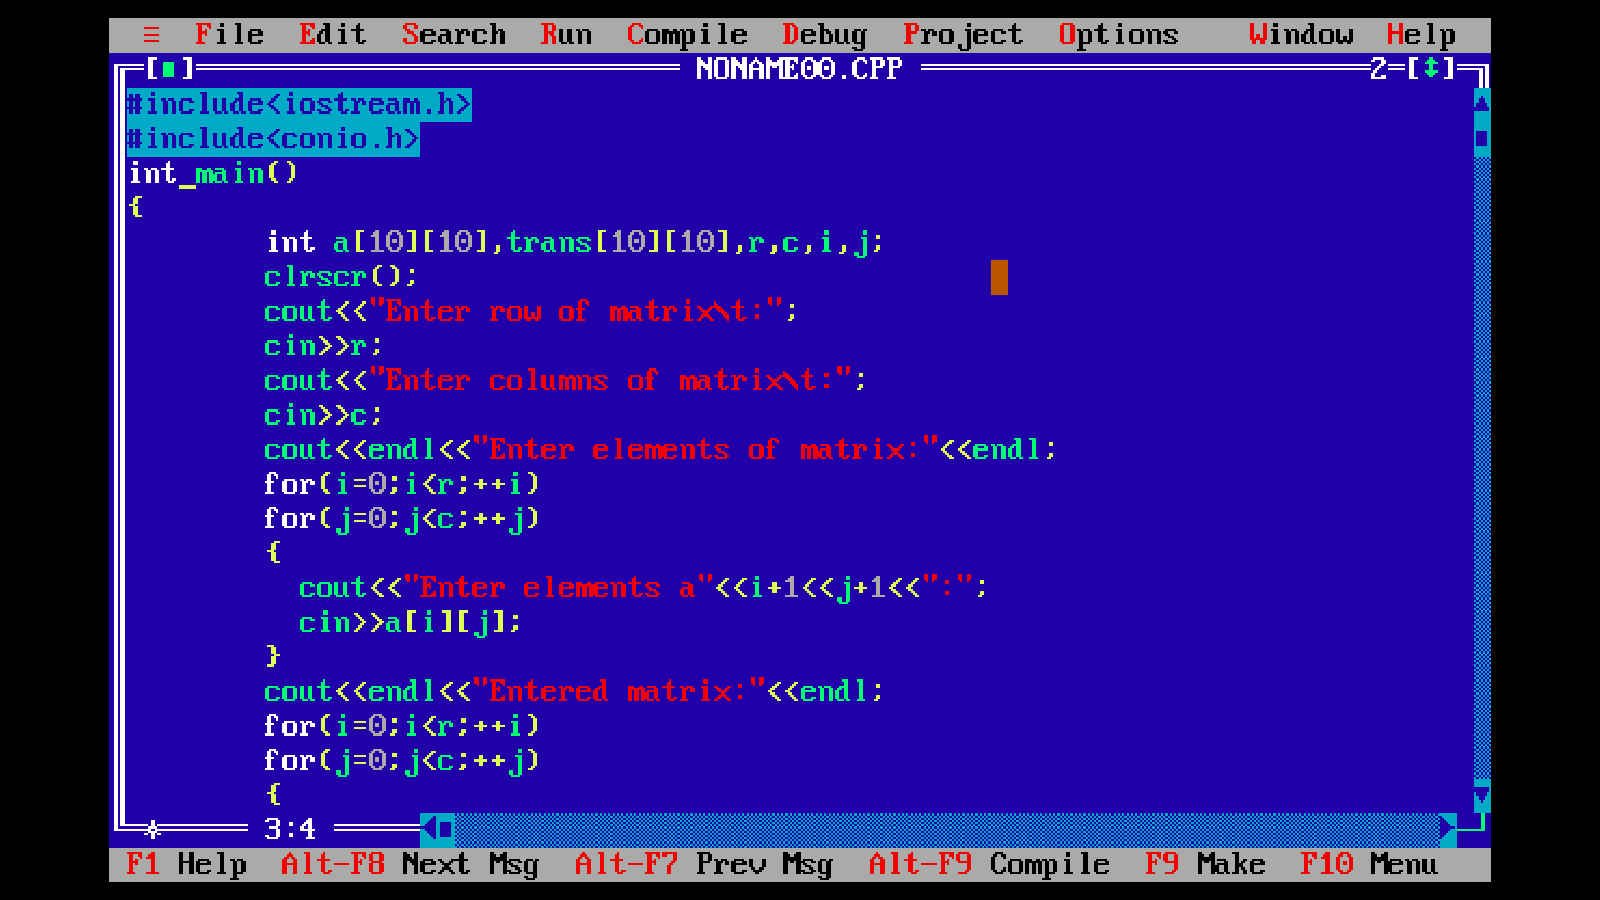 ≡ File Edit Search Run Compile Debug Project Options Window Help
[■] NONAME00.CPP 2=[↕]
#include<iostream.h>
#include<conio.h>
int main()
{
int a[10][10],trans[10][10],r,c,i,j;
clrscr();
cout<<"Enter row of matrix\t:";
cin>>r;
cout<<"Enter columns of matrix\t:";
cin>>c;
cout<<endl<<"Enter elements of matrix:"<<endl;
for(i=0;i<r;++i)
for(j=0;j<c;++j)
{
cout<<"Enter elements a"<<i+1<<j+1<<":";
cin>>a[i][j];
}
cout<<endl<<"Entered matrix:"<<endl;
for(i=0;i<r;++i)
for(j=0;j<c;++j)
{
3:4
F1 Help Alt-F8 Next Msg Alt-F7 Prev Msg Alt-F9 Compile F9 Make F10 Menu